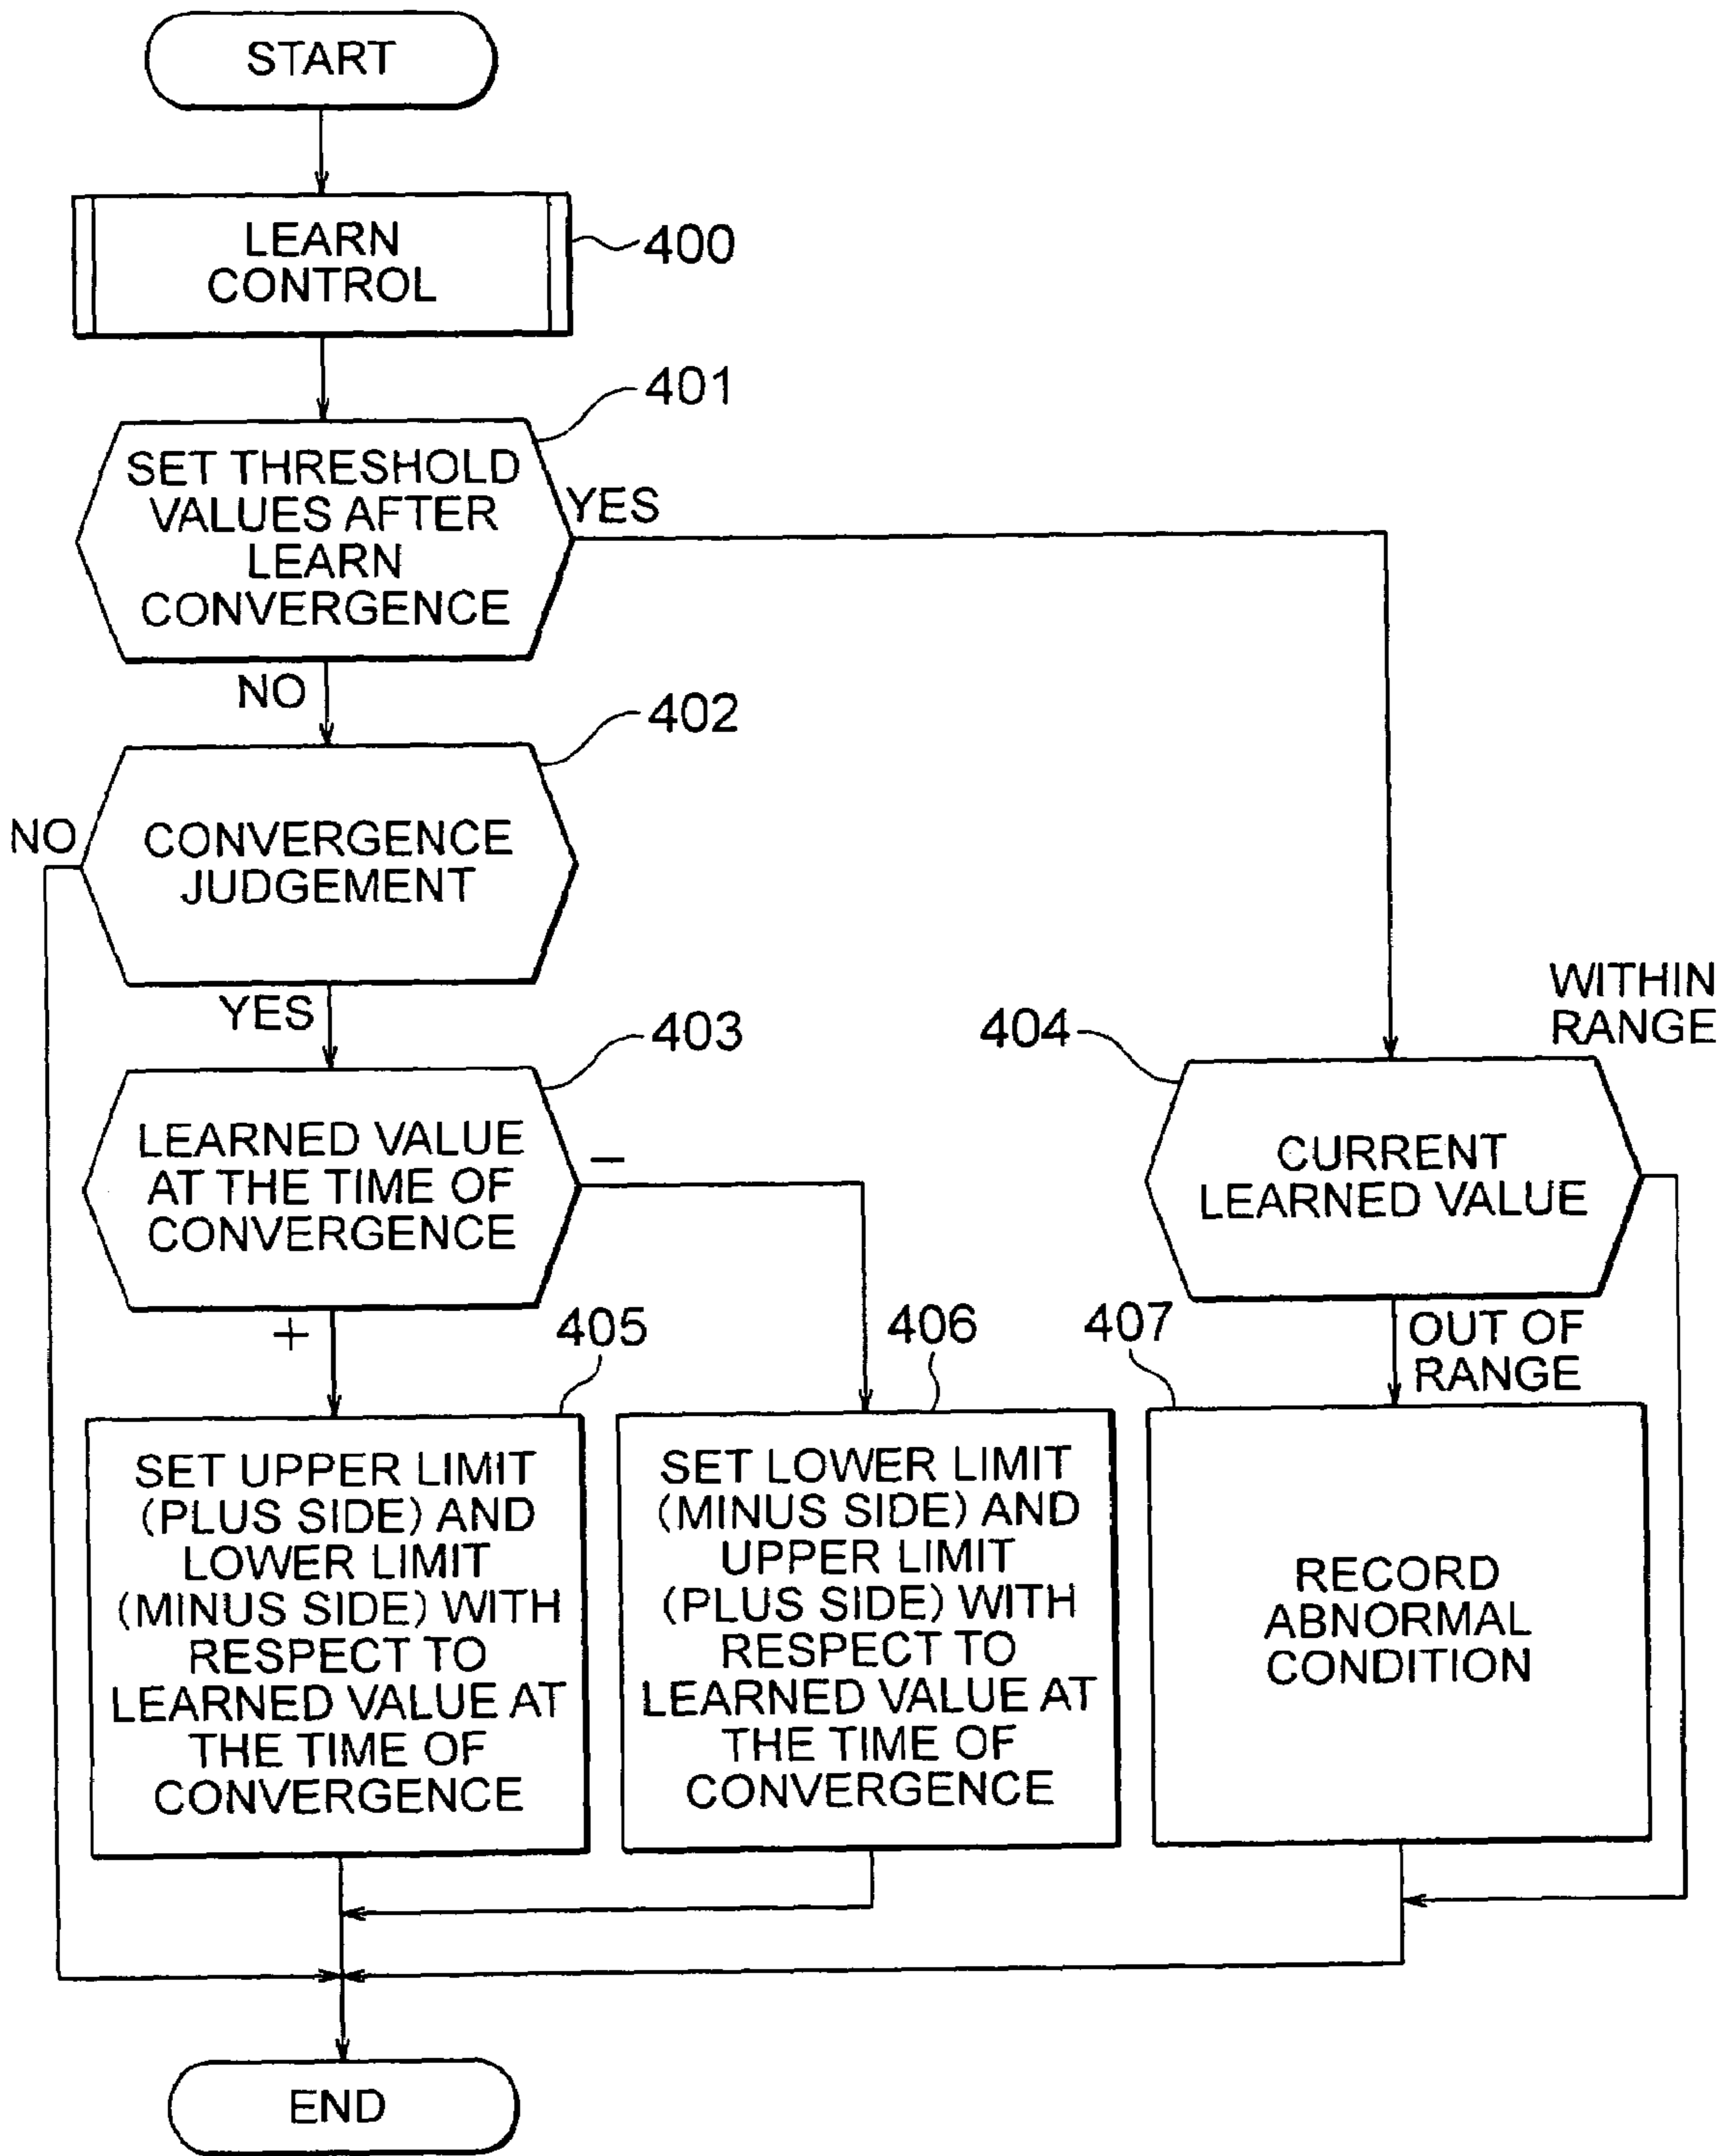 START
LEARN
CONTROL
400
401
SET THRESHOLD
VALUES AFTER
LEARN
CONVERGENCE
YES
NO
402
NO
CONVERGENCE
JUDGEMENT
YES
403
LEARNED VALUE
AT THE TIME OF
CONVERGENCE
−
+
404
WITHIN
RANGE
CURRENT
LEARNED VALUE
OUT OF
RANGE
405
SET UPPER LIMIT
(PLUS SIDE) AND
LOWER LIMIT
(MINUS SIDE) WITH
RESPECT TO
LEARNED VALUE AT
THE TIME OF
CONVERGENCE
406
SET LOWER LIMIT
(MINUS SIDE) AND
UPPER LIMIT
(PLUS SIDE) WITH
RESPECT TO
LEARNED VALUE AT
THE TIME OF
CONVERGENCE
407
RECORD
ABNORMAL
CONDITION
END